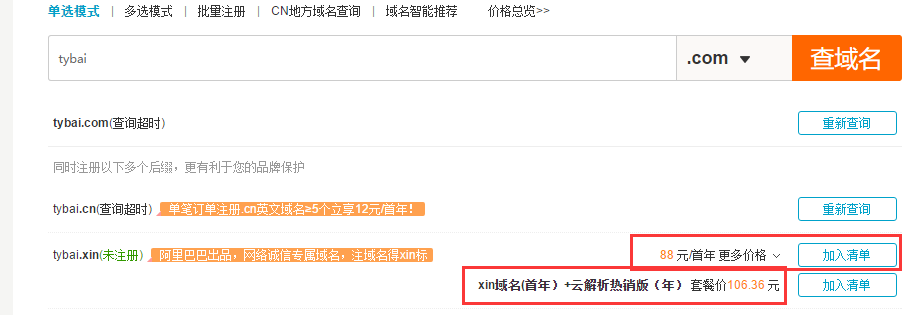 单选模式 | 多选模式 | 批量注册 | CN地方域名查询 | 域名智能推荐 价格总览>>
tybai .com 查域名
tybai.com(查询超时) 重新查询
同时注册以下多个后缀，更有利于您的品牌保护
tybai.cn(查询超时) 单笔订单注册.cn英文域名≥5个立享12元/首年! 重新查询
tybai.xin(未注册) 阿里巴巴出品，网络诚信专属域名，注域名得xin标 88 元/首年 更多价格 加入清单
xin域名(首年）+云解析热销版（年） 套餐价106.36 元 加入清单